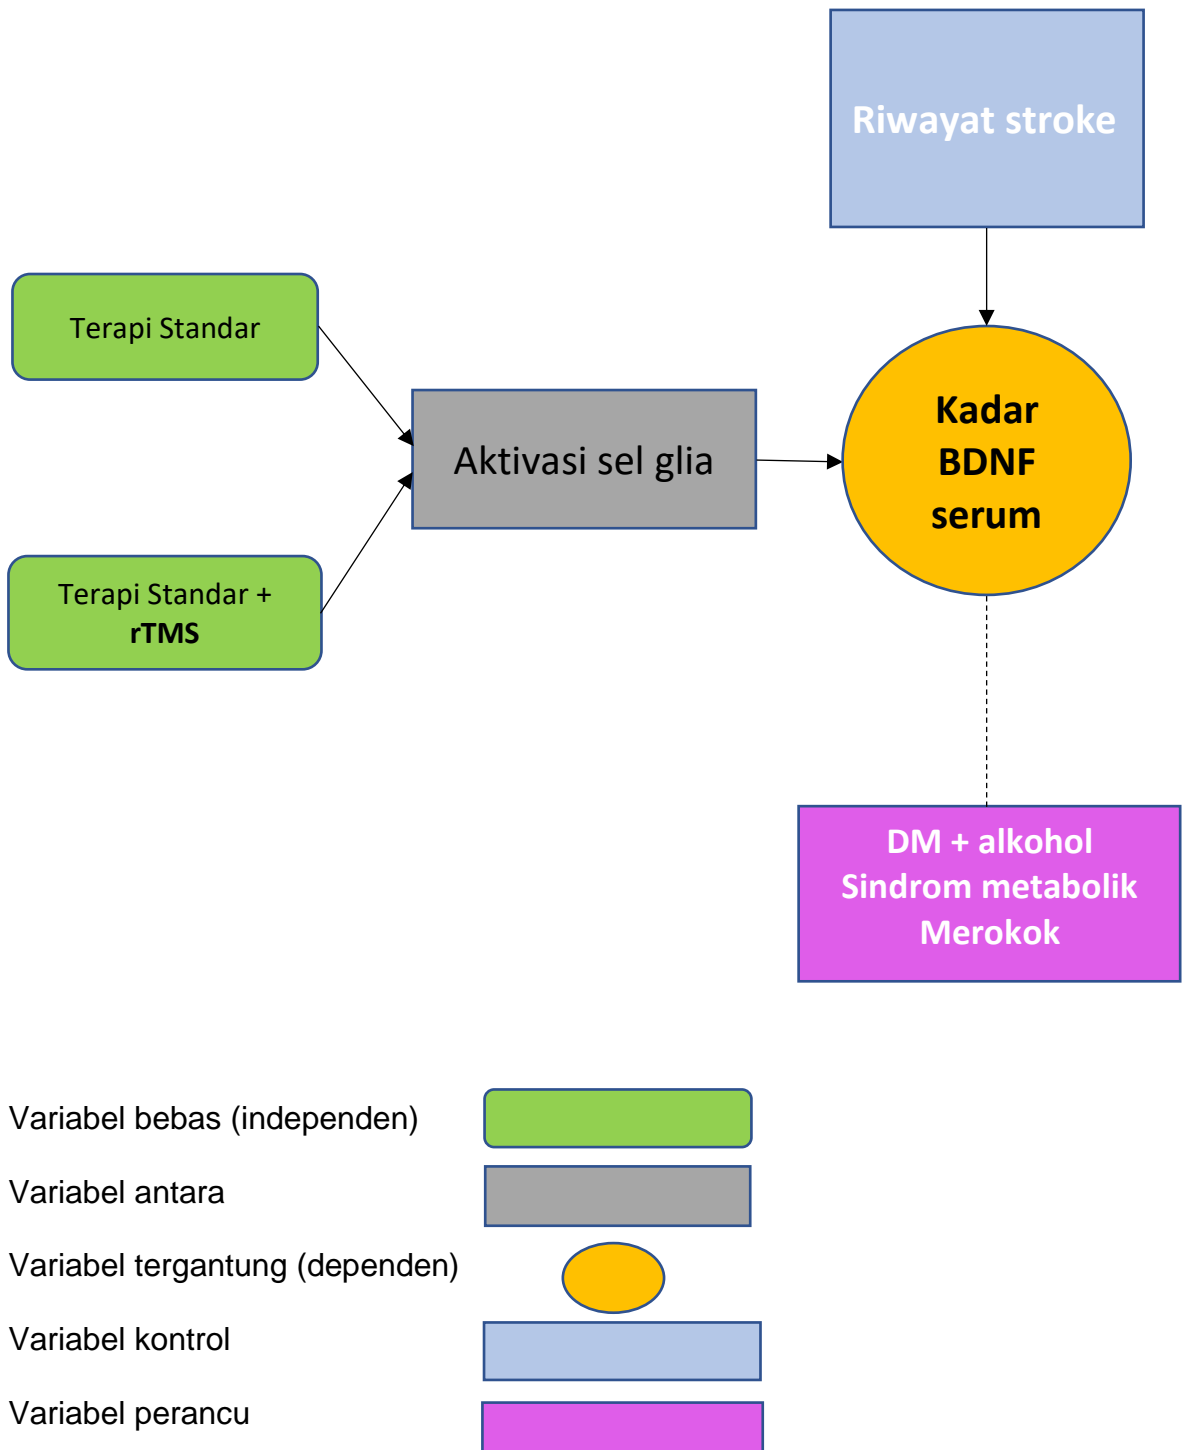 Riwayat stroke
Terapi Standar
Aktivasi sel glia
Kadar
BDNF
serum
Terapi Standar +
rTMS
DM + alkohol
Sindrom metabolik
Merokok
Variabel bebas (independen)
Variabel antara
Variabel tergantung (dependen)
Variabel kontrol
Variabel perancu